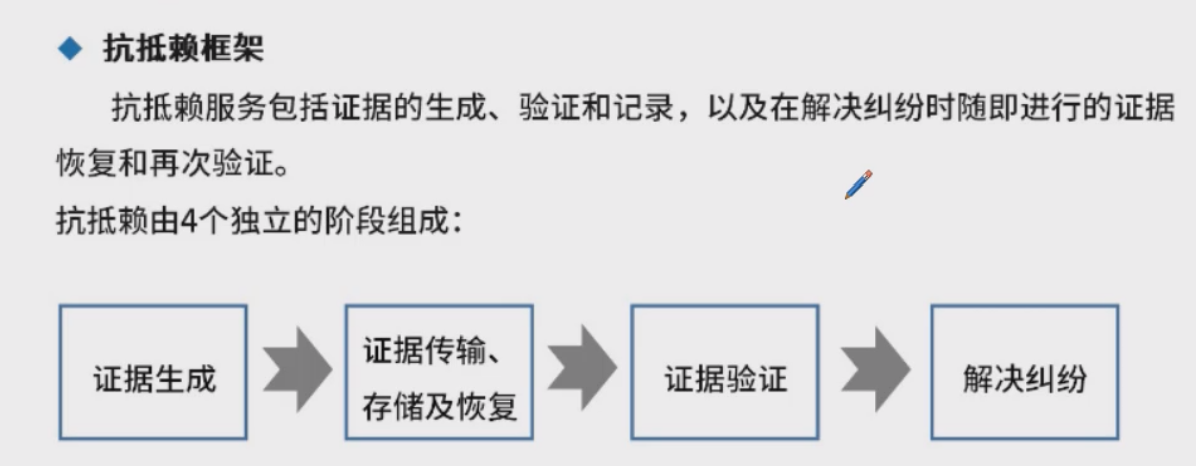 抗抵赖框架
抗抵赖服务包括证据的生成、验证和记录，以及在解决纠纷时随即进行的证据
恢复和再次验证。
抗抵赖由4个独立的阶段组成：
证据生成
证据传输、
存储及恢复
证据验证
解决纠纷